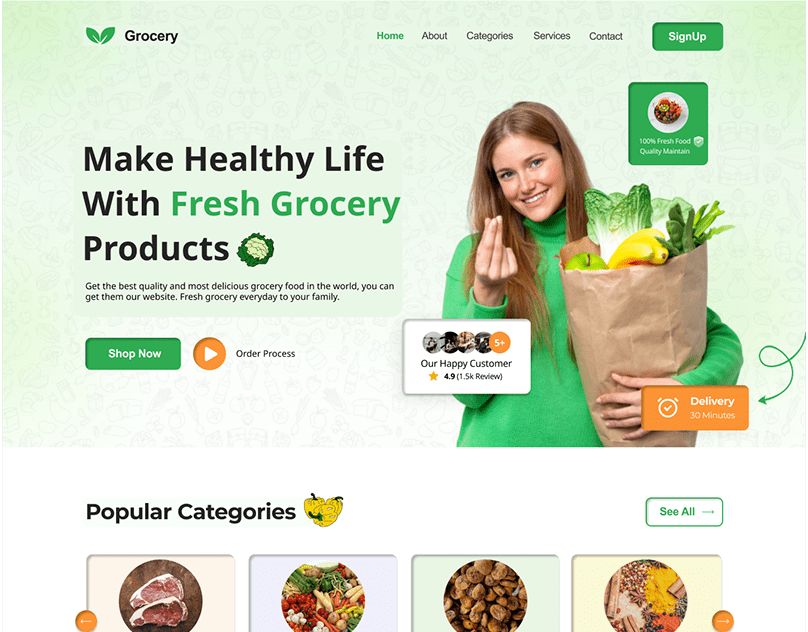 Grocery
Home
About
Categories
Services
Contact
SignUp
100% Fresh Food
Quality Maintain
Make Healthy Life
With Fresh Grocery
Products
Get the best quality and most delicious grocery food in the world, you can
get them our website. Fresh grocery everyday to your family.
Shop Now
Order Process
5+
Our Happy Customer
4.9 (1.5k Review)
Delivery
30 Minutes
Popular Categories
See All